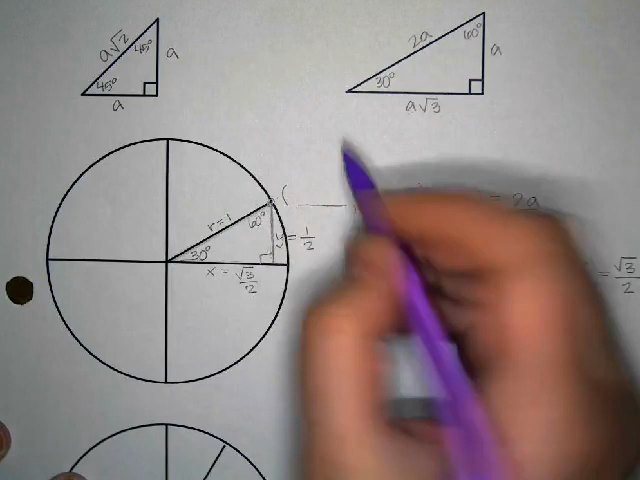 a√2 45° a 45° a
2a 60° a 30° a√3
( = 2a
r=1 60° y = 1/2
30°
x = √3/2
= √3/2